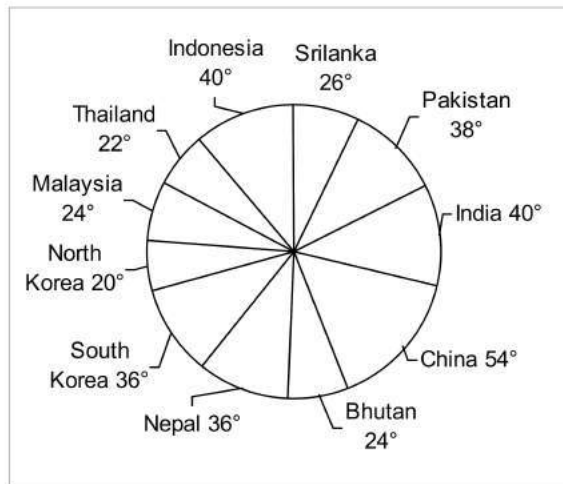 Indonesia
40°
Srilanka
26°
Pakistan
38°
India 40°
China 54°
Bhutan
24°
Nepal 36°
South
Korea 36°
North
Korea 20°
Malaysia
24°
Thailand
22°